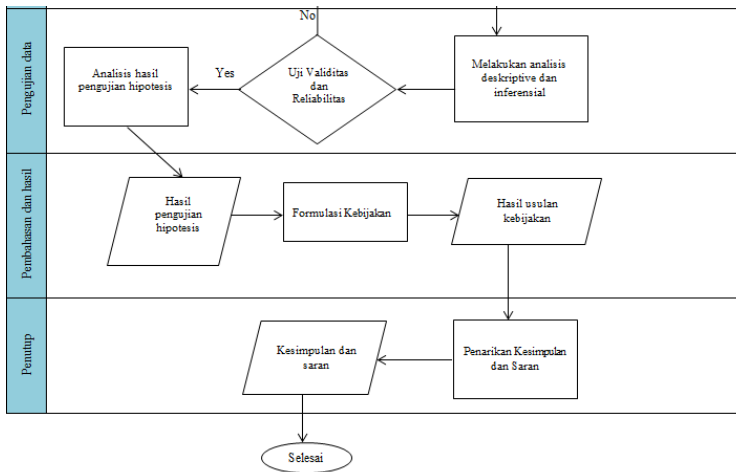 No
Pengujian data
Analisis hasil
pengujian hipotesis
Yes
Uji Validitas
dan
Reliabilitas
Melakukan analisis
deskriptive dan
inferensial
Pembahasan dan hasil
Hasil
pengujian
hipotesis
Formulasi Kebijakan
Hasil usulan
kebijakan
Penutup
Kesimpulan dan
saran
Penarikan Kesimpulan
dan Saran
Selesai